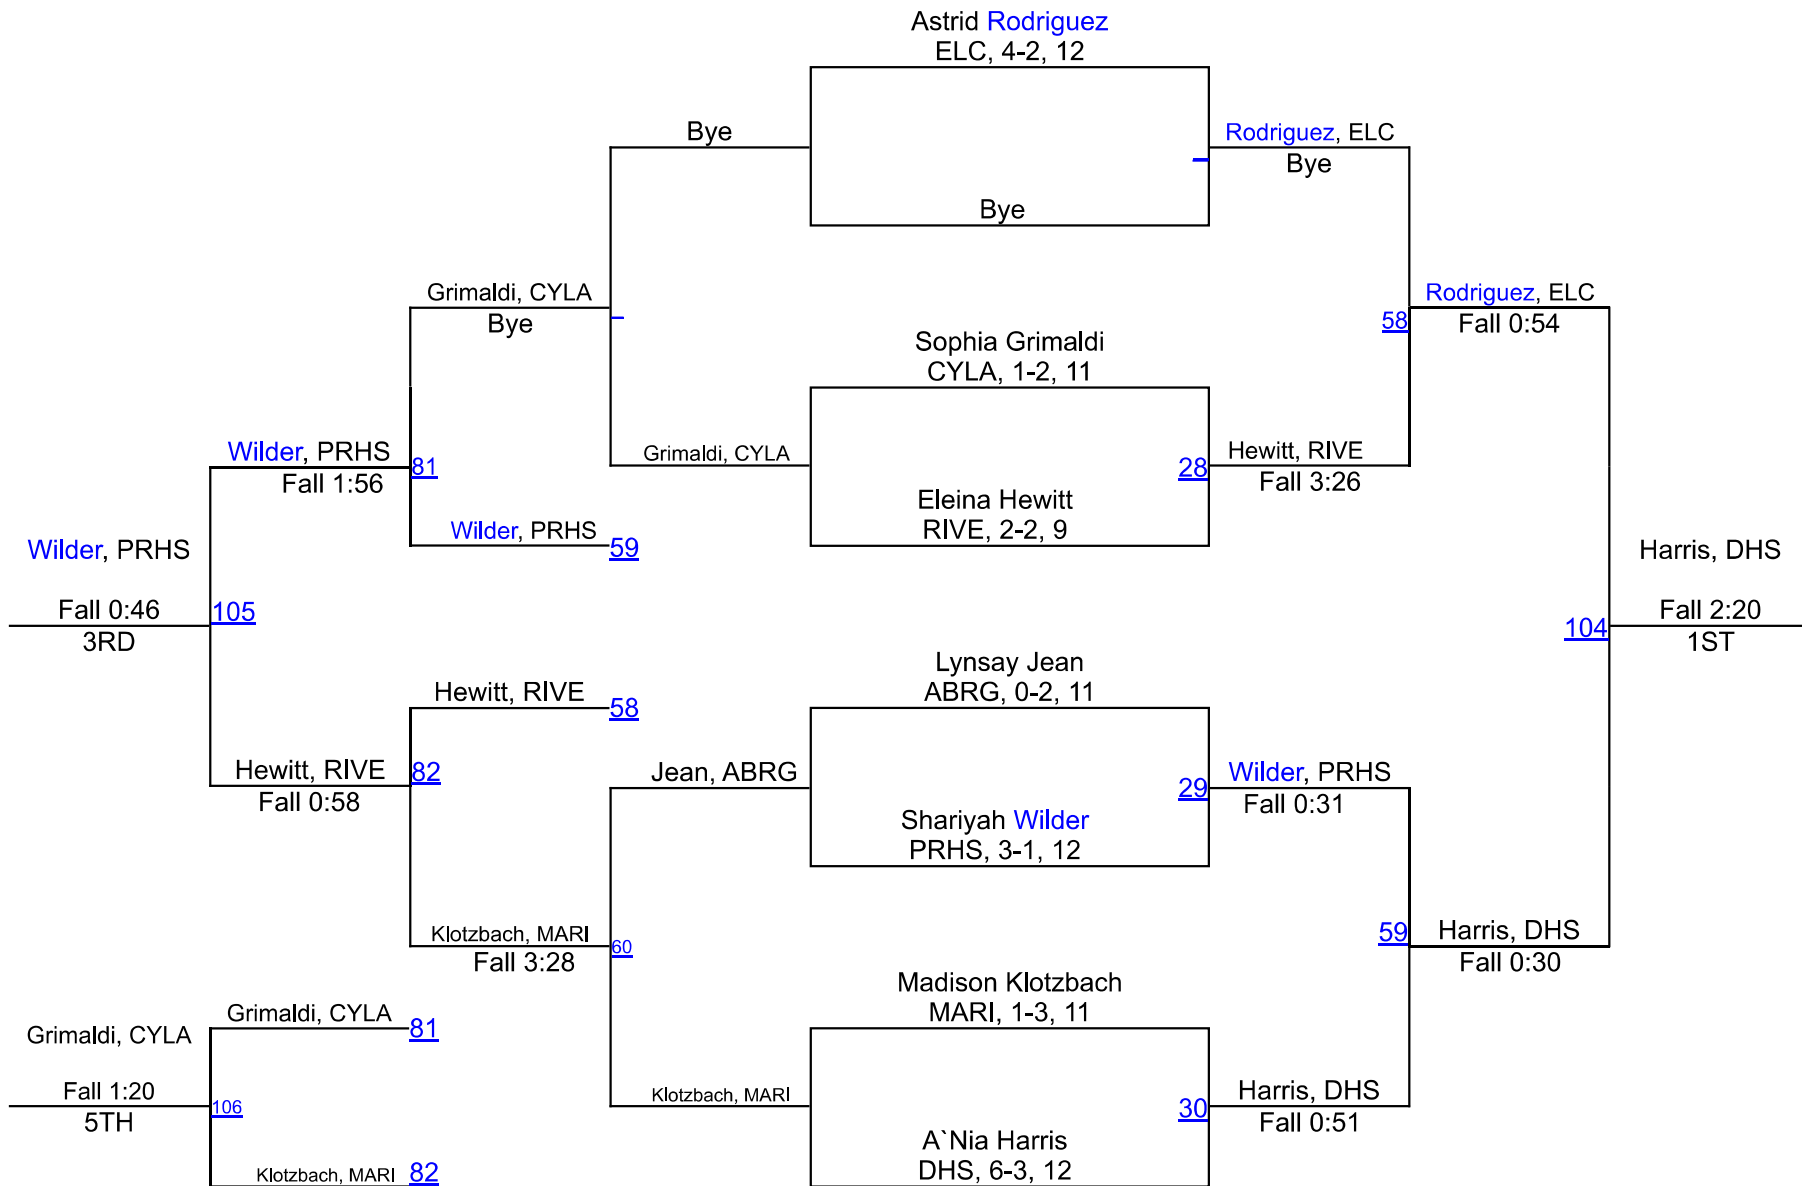 Astrid Rodriguez
ELC, 4-2, 12
Bye
Rodriguez, ELC
Bye
Bye
Grimaldi, CYLA
Bye
Rodriguez, ELC
58
Fall 0:54
Sophia Grimaldi
CYLA, 1-2, 11
Wilder, PRHS
81
Fall 1:56
Grimaldi, CYLA
28
Hewitt, RIVE
Fall 3:26
Eleina Hewitt
RIVE, 2-2, 9
Wilder, PRHS
59
Wilder, PRHS
Fall 0:46
105
3RD
Harris, DHS
Fall 2:20
104
1ST
Lynsay Jean
ABRG, 0-2, 11
Hewitt, RIVE
58
Hewitt, RIVE
82
Fall 0:58
Jean, ABRG
29
Wilder, PRHS
Fall 0:31
Shariyah Wilder
PRHS, 3-1, 12
Klotzbach, MARI
60
Fall 3:28
59
Harris, DHS
Fall 0:30
Madison Klotzbach
MARI, 1-3, 11
Grimaldi, CYLA
81
Grimaldi, CYLA
Fall 1:20
106
5TH
Klotzbach, MARI
30
Harris, DHS
Fall 0:51
A`Nia Harris
DHS, 6-3, 12
Klotzbach, MARI
82